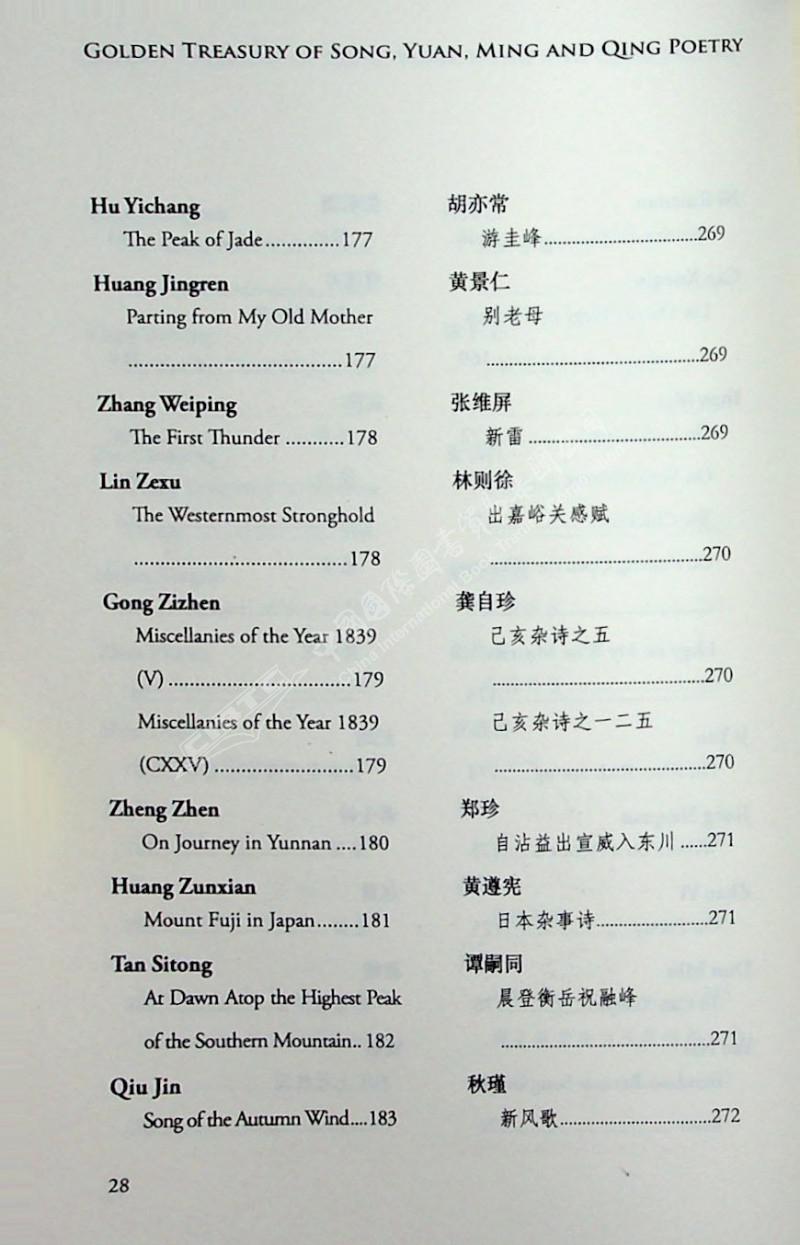 GOLDEN TREASURY OF SONG, YUAN, MING AND QING POETRY
Hu Yichang
The Peak of Jade..............177
Huang Jingren
Parting from My Old Mother
.....................................177
Zhang Weiping
The First Thunder ...........178
Lin Zexu
The Westernmost Stronghold
.....................................178
Gong Zizhen
Miscellanies of the Year 1839
(V) ................................179
Miscellanies of the Year 1839
(CXXV) ........................179
Zheng Zhen
On Journey in Yunnan ....180
Huang Zunxian
Mount Fuji in Japan........181
Tan Sitong
At Dawn Atop the Highest Peak
of the Southern Mountain.. 182
Qiu Jin
Song of the Autumn Wind....183
胡亦常
游圭峰.................................269
黄景仁
别老母
..............................................269
张维屏
新雷 .....................................269
林则徐
出嘉峪关感赋
..............................................270
龚自珍
己亥杂诗之五
..............................................270
己亥杂诗之一二五
..............................................270
郑珍
自沾益出宣威入东川 ......271
黄遵宪
日本杂事诗........................271
谭嗣同
晨登衡岳祝融峰
..............................................271
秋瑾
新风歌.................................272
28
中国国际图书
China International Book